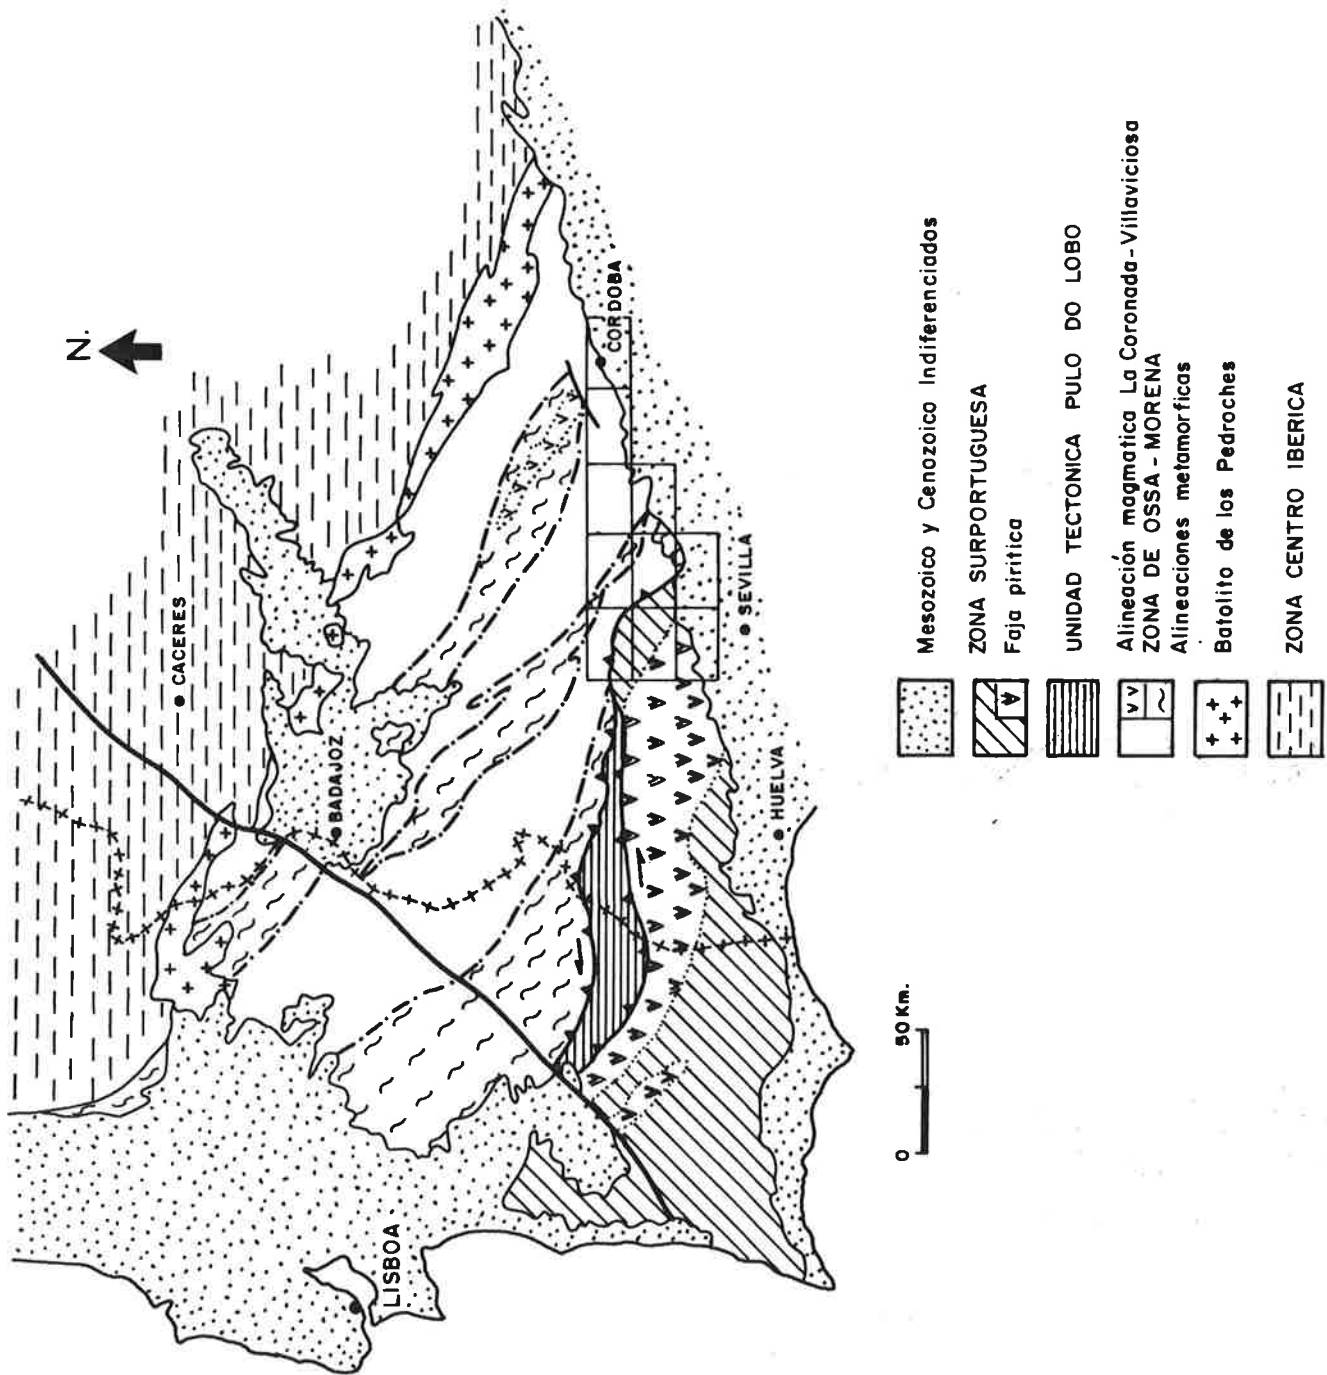 N.
CACERES
BADAJOZ
CORDOBA
LISBOA
SEVILLA
HUELVA
0 50 Km.
Mesozoico y Cenozoico Indiferenciados
ZONA SURPORTUGUESA
Faja piritica
UNIDAD TECTONICA PULO DO LOBO
Alineación magmatica La Coronada-Villaviciosa
ZONA DE OSSA - MORENA
Alineaciones metamorficas
Batolito de los Pedroches
ZONA CENTRO IBERICA